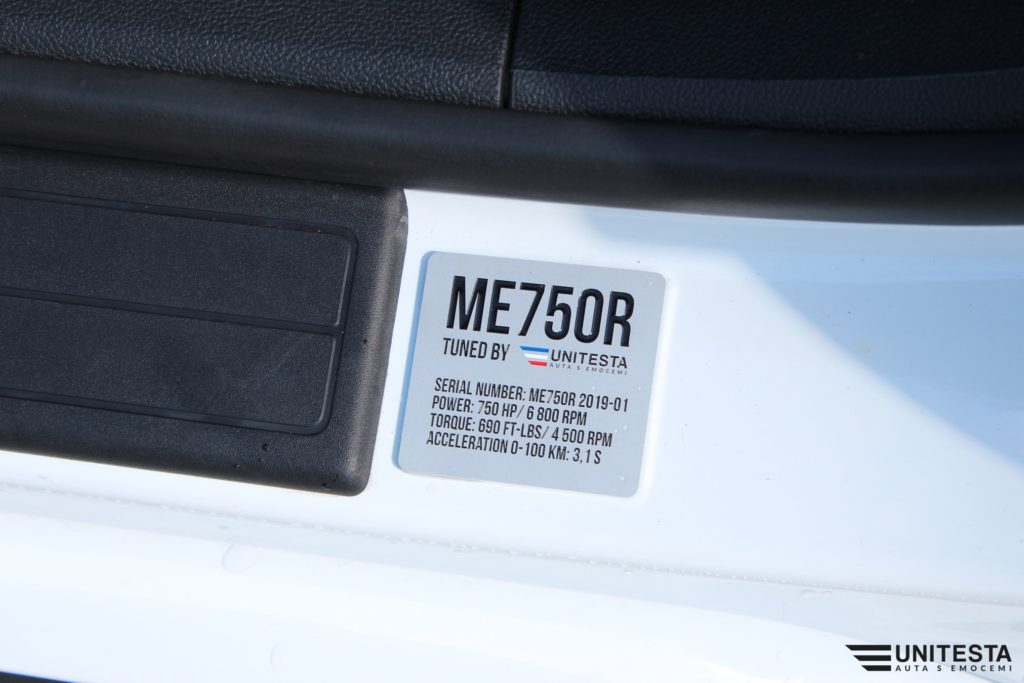 ME750R
TUNED BY UNITESTA
AUTA S EMOCEMI
SERIAL NUMBER: ME750R 2019-01
POWER: 750 HP/ 6 800 RPM
TORQUE: 690 FT-LBS/ 4 500 RPM
ACCELERATION 0-100 KM: 3,1 S
UNITESTA
AUTA S EMOCEMI